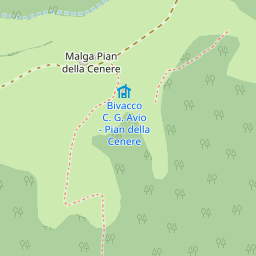 Malga Pian
della Cenere
Bivacco
C. G. Avio
- Pian della
Cenere